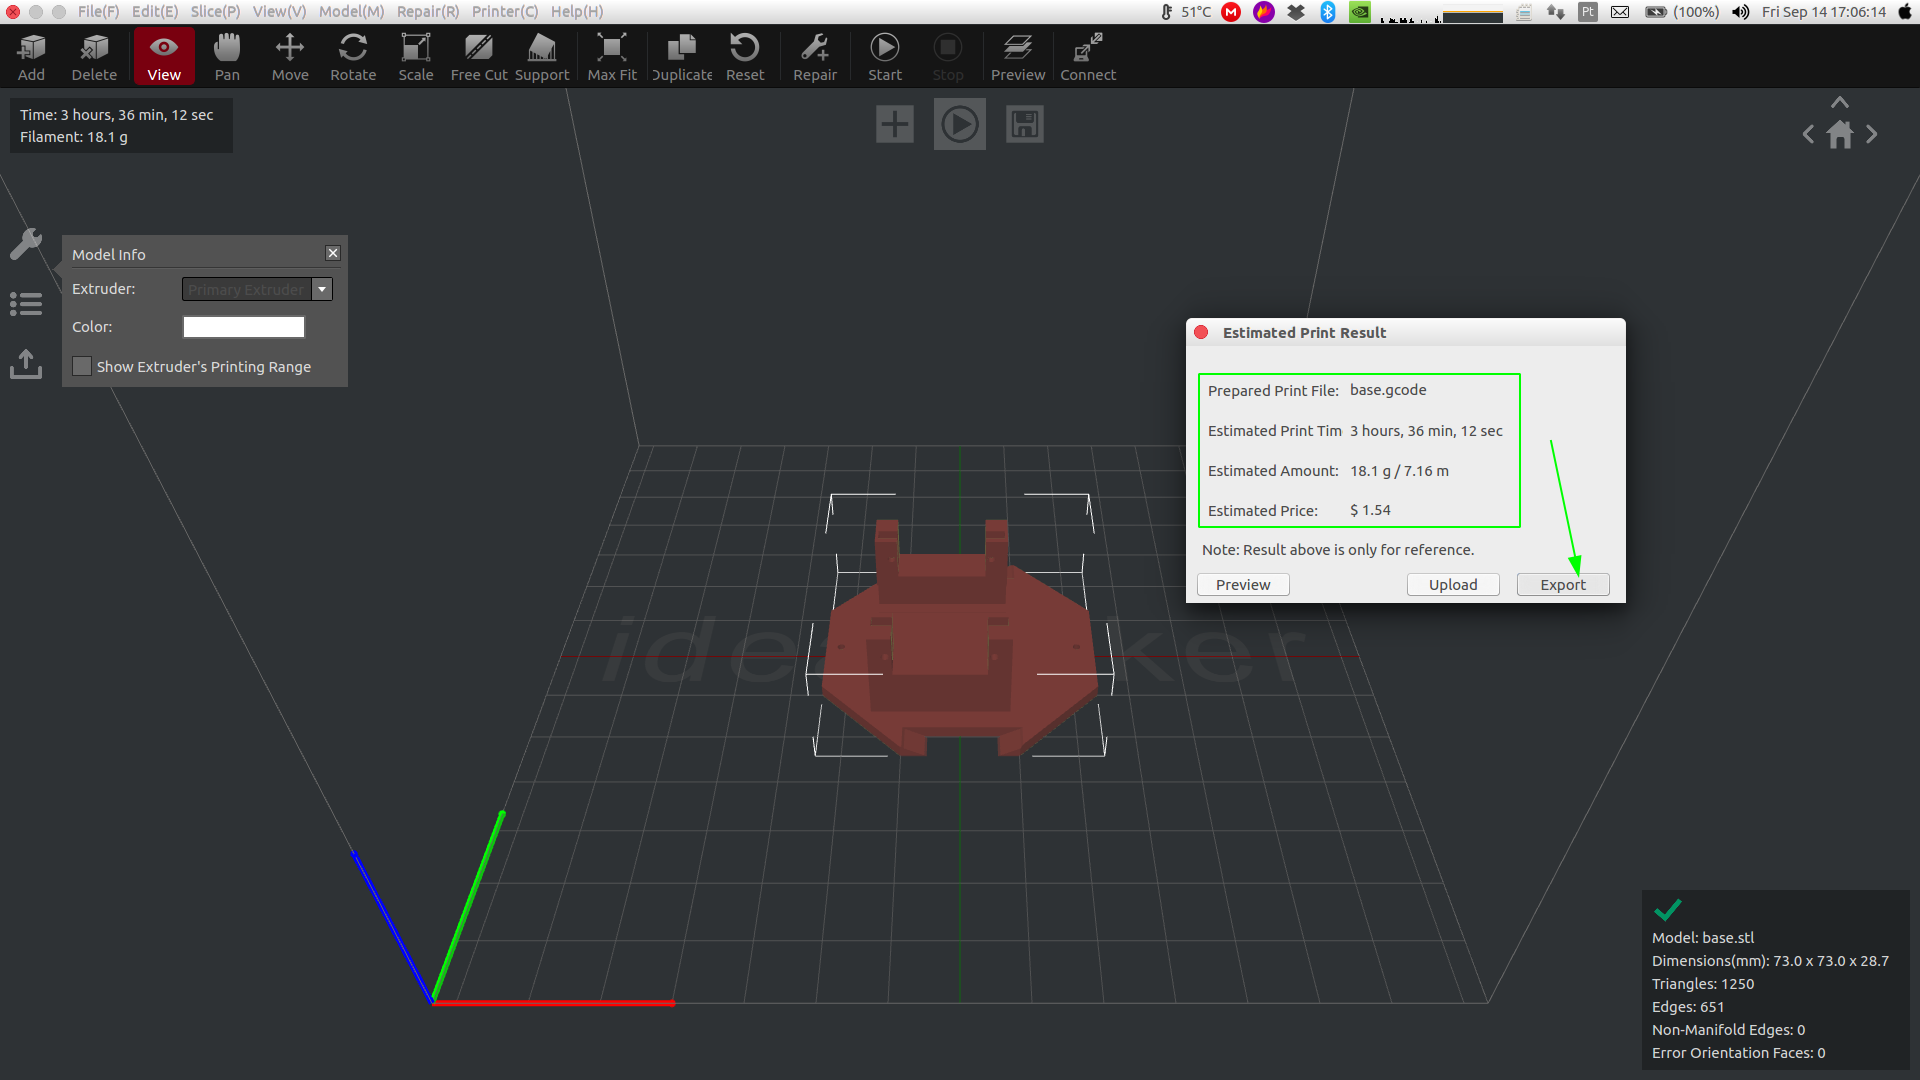 File(F) Edit(E) Slice(P) View(V) Model(M) Repair(R) Printer(C) Help(H)
51°C M Pt (100%) Fri Sep 14 17:06:14
Add Delete View Pan Move Rotate Scale Free Cut Support Max Fit Duplicate Reset Repair Start Stop Preview Connect
Time: 3 hours, 36 min, 12 sec
Filament: 18.1 g
Model Info
Extruder: Primary Extruder
Color:
Show Extruder's Printing Range
Estimated Print Result
Prepared Print File: base.gcode
Estimated Print Tim 3 hours, 36 min, 12 sec
Estimated Amount: 18.1 g / 7.16 m
Estimated Price: $ 1.54
Note: Result above is only for reference.
Preview Upload Export
Model: base.stl
Dimensions(mm): 73.0 x 73.0 x 28.7
Triangles: 1250
Edges: 651
Non-Manifold Edges: 0
Error Orientation Faces: 0